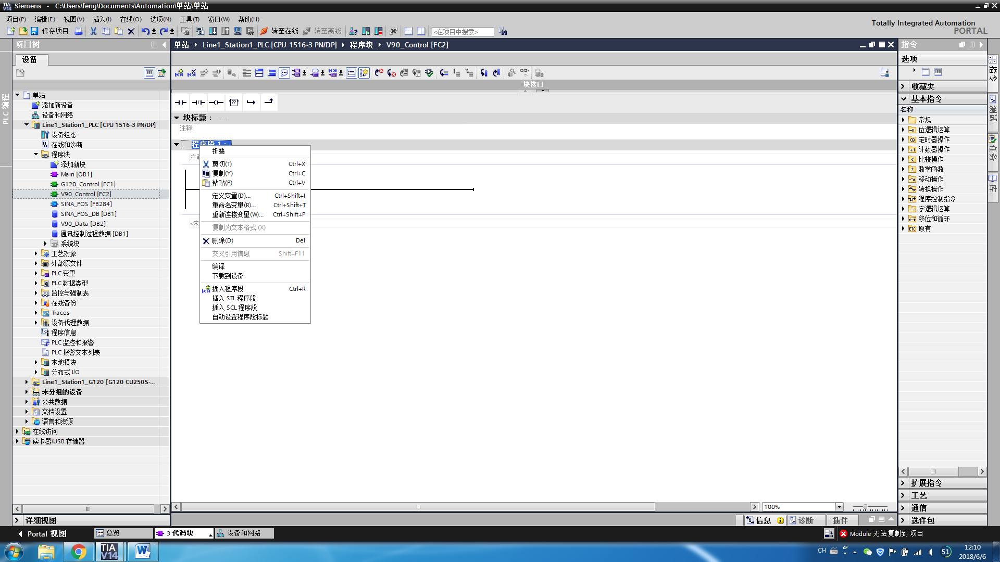 Siemens - C:\Users\feng\Documents\Automation\单站\单站
项目(P) 编辑(E) 视图(V) 插入(I) 在线(O) 选项(N) 工具(T) 窗口(W) 帮助(H)
Totally Integrated Automation
PORTAL
保存项目 转至在线 转至离线 <在项目中搜索>
项目树
单站 Line1_Station1_PLC [CPU 1516-3 PN/DP] 程序块 V90_Control [FC2]
指令
设备
选项
PLC 编程
块接口
收藏夹
基本指令
名称
单站
添加新设备
设备和网络
Line1_Station1_PLC [CPU 1516-3 PN/DP]
设备组态
在线和诊断
程序块
添加新块
Main [OB1]
G120_Control [FC1]
V90_Control [FC2]
SINA_POS [FB284]
SINA_POS_DB [DB1]
V90_Data [DB2]
通讯控制过程数据 [DB1]
系统块
工艺对象
外部源文件
PLC 变量
PLC 数据类型
监控与强制表
在线备份
Traces
设备代理数据
程序信息
PLC 监控和报警
PLC 报警文本列表
本地模块
分布式 I/O
Line1_Station1_G120 [G120 CU250S-...
未分组的设备
公共数据
文档设置
语言和资源
在线访问
读卡器/USB 存储器
详细视图
块标题： .....
注释
程序段 1：
折叠
剪切(T) Ctrl+X
复制(Y) Ctrl+C
粘贴(P) Ctrl+V
定义变量(D)... Ctrl+Shift+I
重命名变量(R)... Ctrl+Shift+T
重新连接变量(W)... Ctrl+Shift+P
复制为文本格式 (X)
删除(D) Del
交叉引用信息 Shift+F11
编译
下载到设备
插入程序段 Ctrl+R
插入 STL 程序段
插入 SCL 程序段
自动设置程序段标题
<未
100%
信息 诊断 插件
常规
位逻辑运算
定时器操作
计数器操作
比较操作
数学函数
移动操作
转换操作
程序控制指令
字逻辑运算
移位和循环
原有
扩展指令
工艺
通信
选件包
指令
测试
任务
库
Portal 视图 总览 3 代码块 设备和网络
Module 无法复制到 项目
TIA V14
CH
51
12:10
2018/6/6